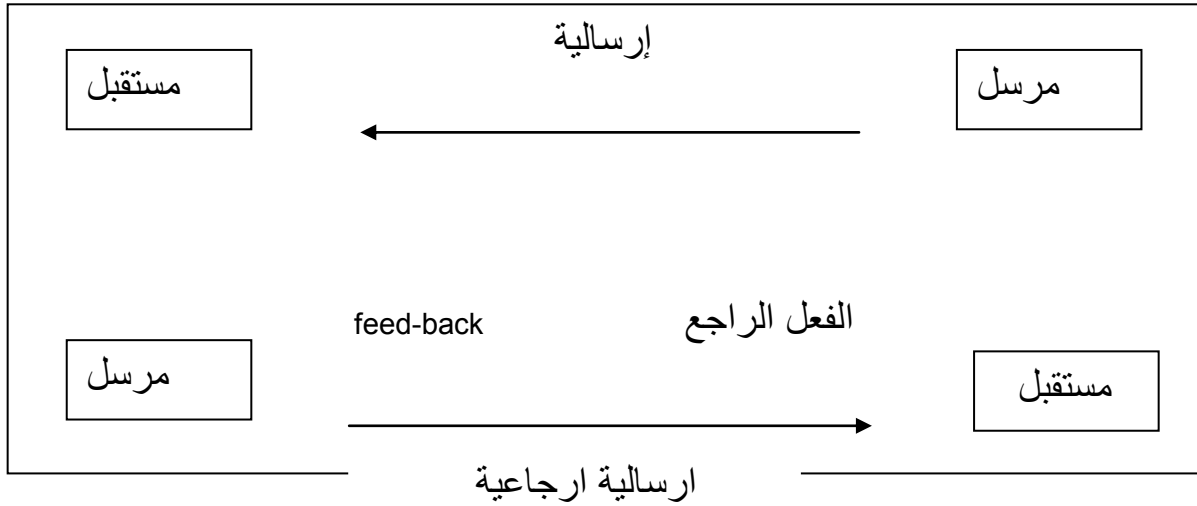 إرسالية
مرسل
مستقبل
الفعل الراجع feed-back
مستقبل
مرسل
ارسالية ارجاعية